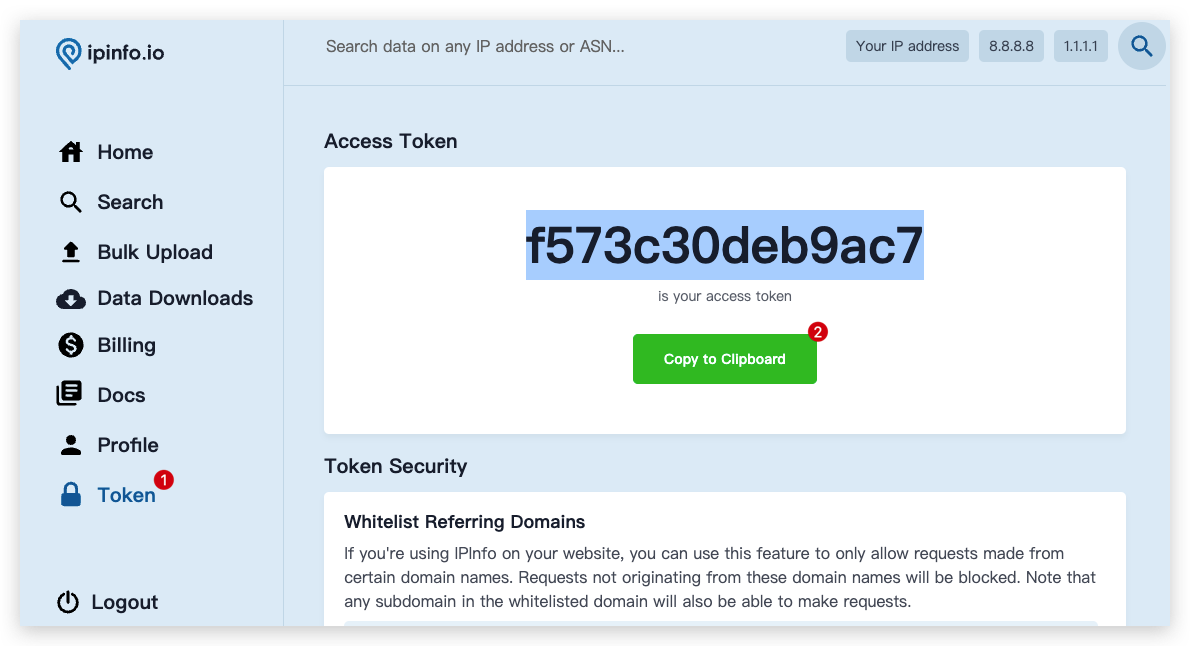 ipinfo.io
Search data on any IP address or ASN...
Your IP address
8.8.8.8
1.1.1.1
Home
Search
Bulk Upload
Data Downloads
Billing
Docs
Profile
Token
1
Logout
Access Token
f573c30deb9ac7
is your access token
2
Copy to Clipboard
Token Security
Whitelist Referring Domains
If you're using IPInfo on your website, you can use this feature to only allow requests made from
certain domain names. Requests not originating from these domain names will be blocked. Note that
any subdomain in the whitelisted domain will also be able to make requests.